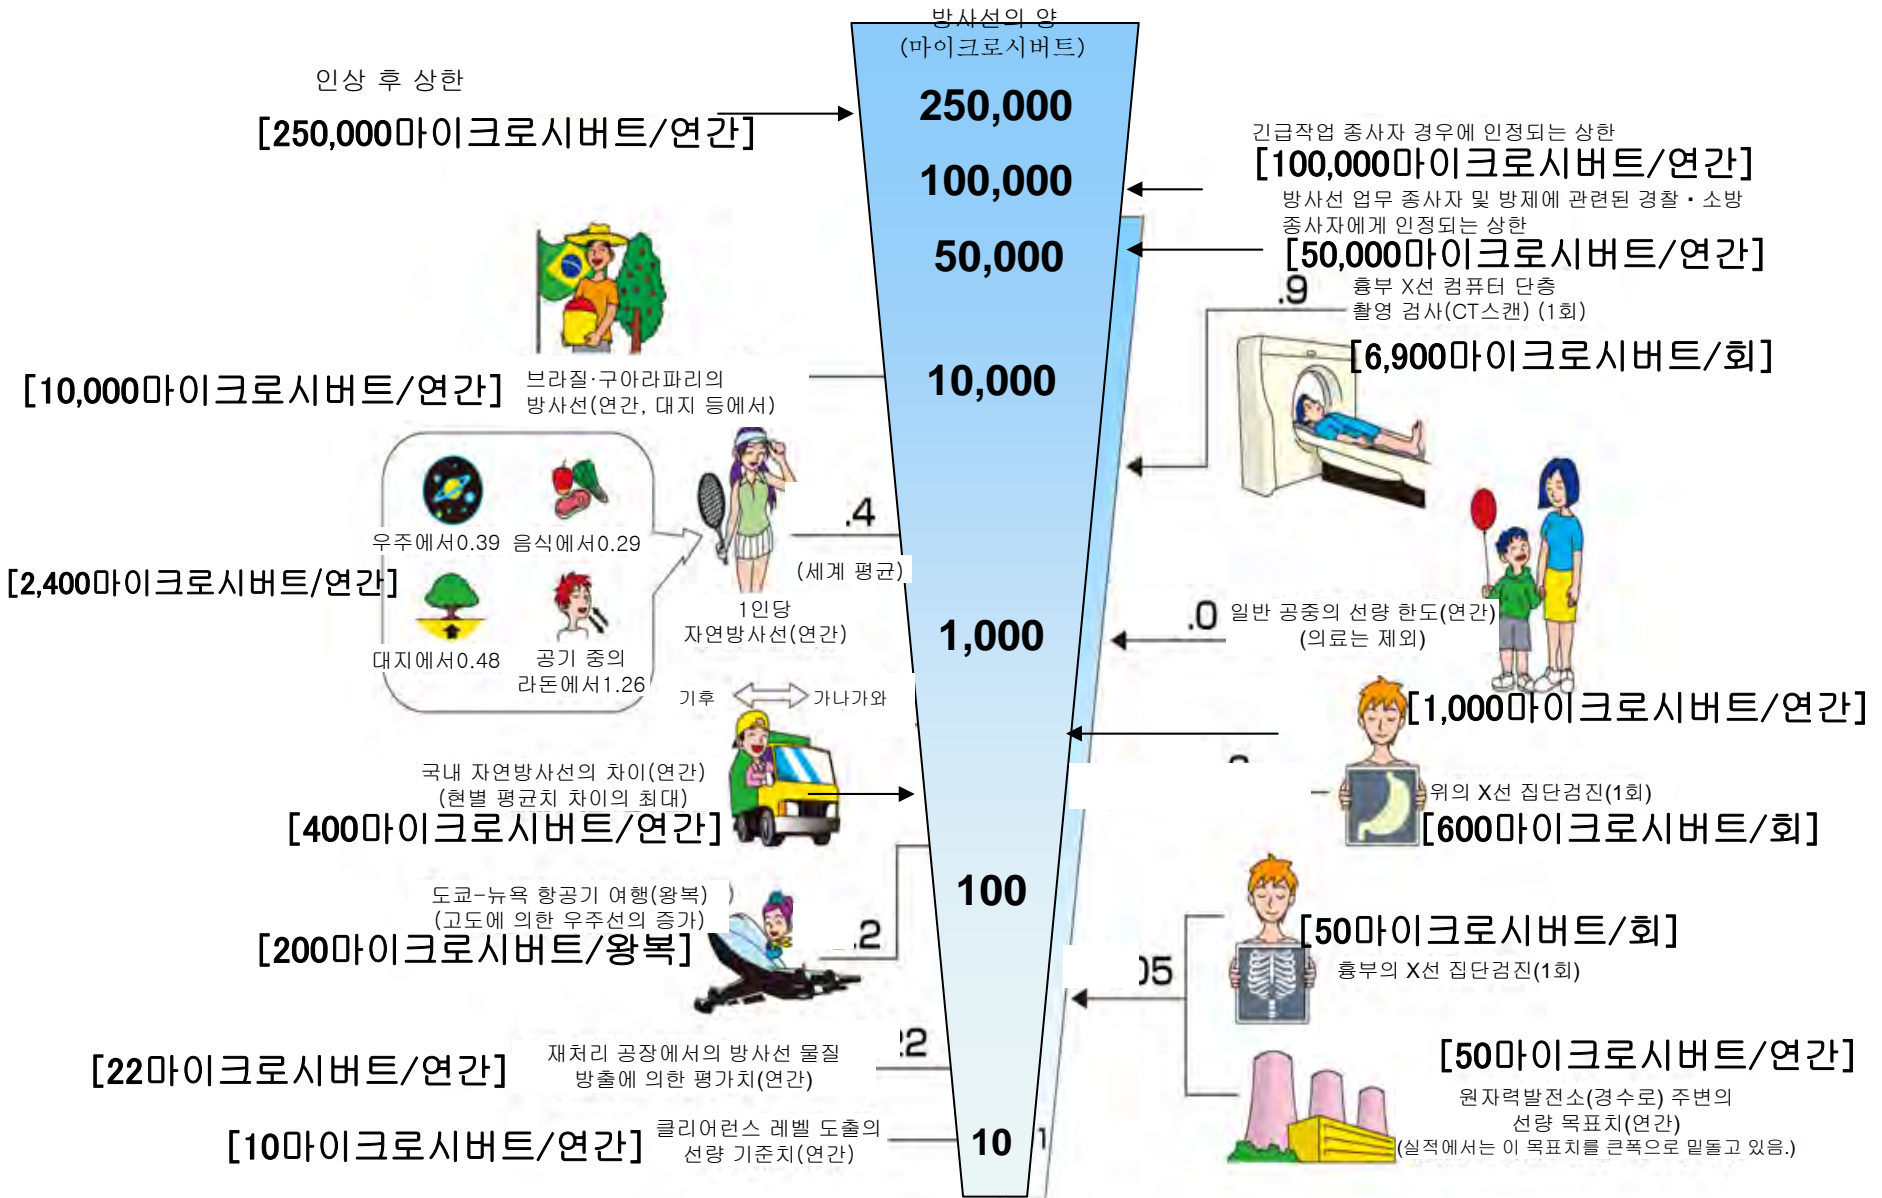 방사선의 양
(마이크로시버트)
250,000
100,000
50,000
10,000
1,000
100
10
인상 후 상한
[250,000마이크로시버트/연간]
브라질·구아라파리의
방사선(연간, 대지 등에서)
[10,000마이크로시버트/연간]
우주에서0.39 음식에서0.29
대지에서0.48
공기 중의
라돈에서1.26
[2,400마이크로시버트/연간]
.4
(세계 평균)
1인당
자연방사선(연간)
기후
가나가와
국내 자연방사선의 차이(연간)
(현별 평균치 차이의 최대)
[400마이크로시버트/연간]
도쿄-뉴욕 항공기 여행(왕복)
(고도에 의한 우주선의 증가)
[200마이크로시버트/왕복]
.2
재처리 공장에서의 방사선 물질
방출에 의한 평가치(연간)
[22마이크로시버트/연간]
22
클리어런스 레벨 도출의
선량 기준치(연간)
[10마이크로시버트/연간]
1
긴급작업 종사자 경우에 인정되는 상한
[100,000마이크로시버트/연간]
방사선 업무 종사자 및 방제에 관련된 경찰・소방
종사자에게 인정되는 상한
[50,000마이크로시버트/연간]
.9
흉부 X선 컴퓨터 단층
촬영 검사(CT스캔) (1회)
[6,900마이크로시버트/회]
.0
일반 공중의 선량 한도(연간)
(의료는 제외)
[1,000마이크로시버트/연간]
위의 X선 집단검진(1회)
[600마이크로시버트/회]
[50마이크로시버트/회]
흉부의 X선 집단검진(1회)
05
[50마이크로시버트/연간]
원자력발전소(경수로) 주변의
선량 목표치(연간)
(실적에서는 이 목표치를 큰폭으로 밑돌고 있음.)